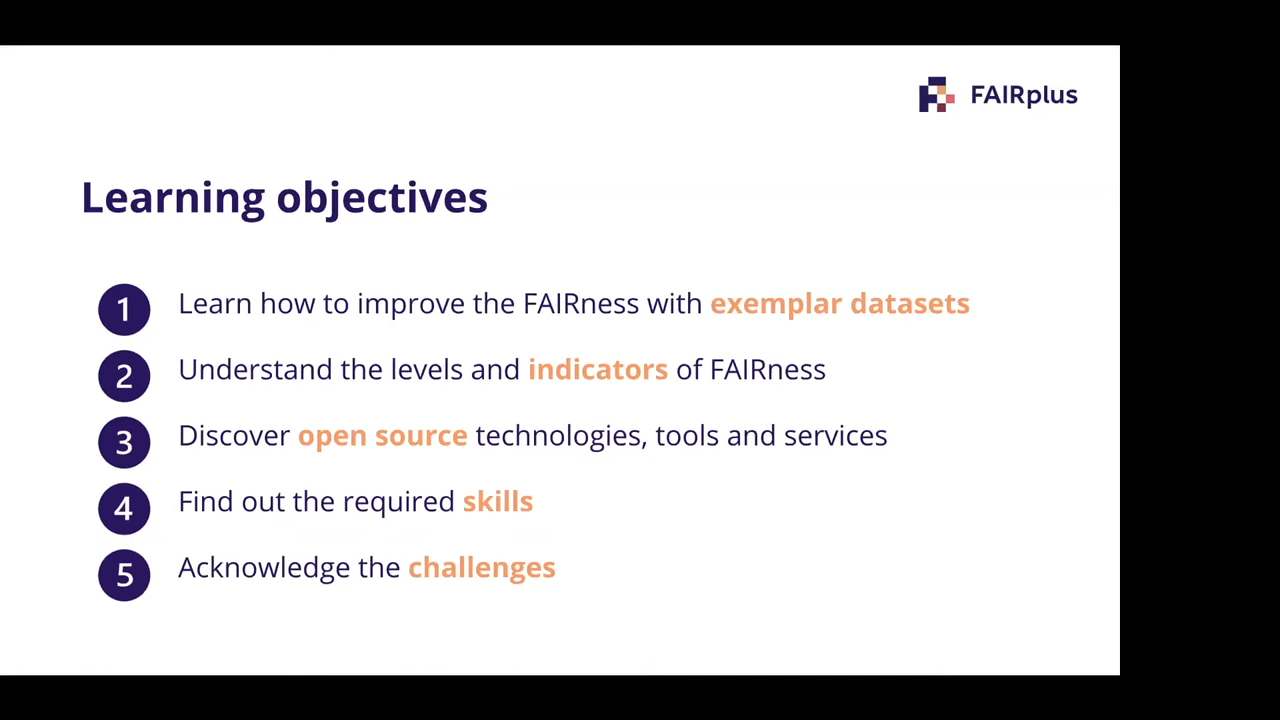 FAIRplus
Learning objectives
1 Learn how to improve the FAIRness with exemplar datasets
2 Understand the levels and indicators of FAIRness
3 Discover open source technologies, tools and services
4 Find out the required skills
5 Acknowledge the challenges